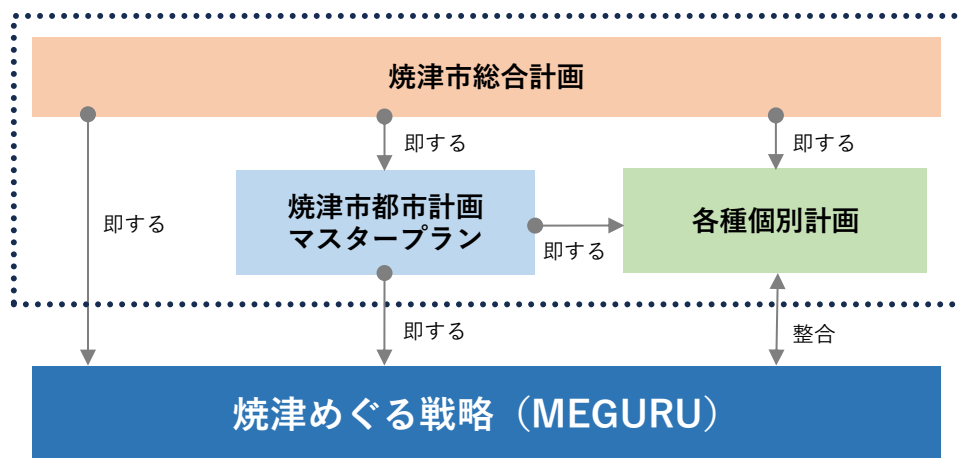 焼津市総合計画
即する
即する
即する
焼津市都市計画
マスタープラン
各種個別計画
即する
即する
整合
焼津めぐる戦略（MEGURU）